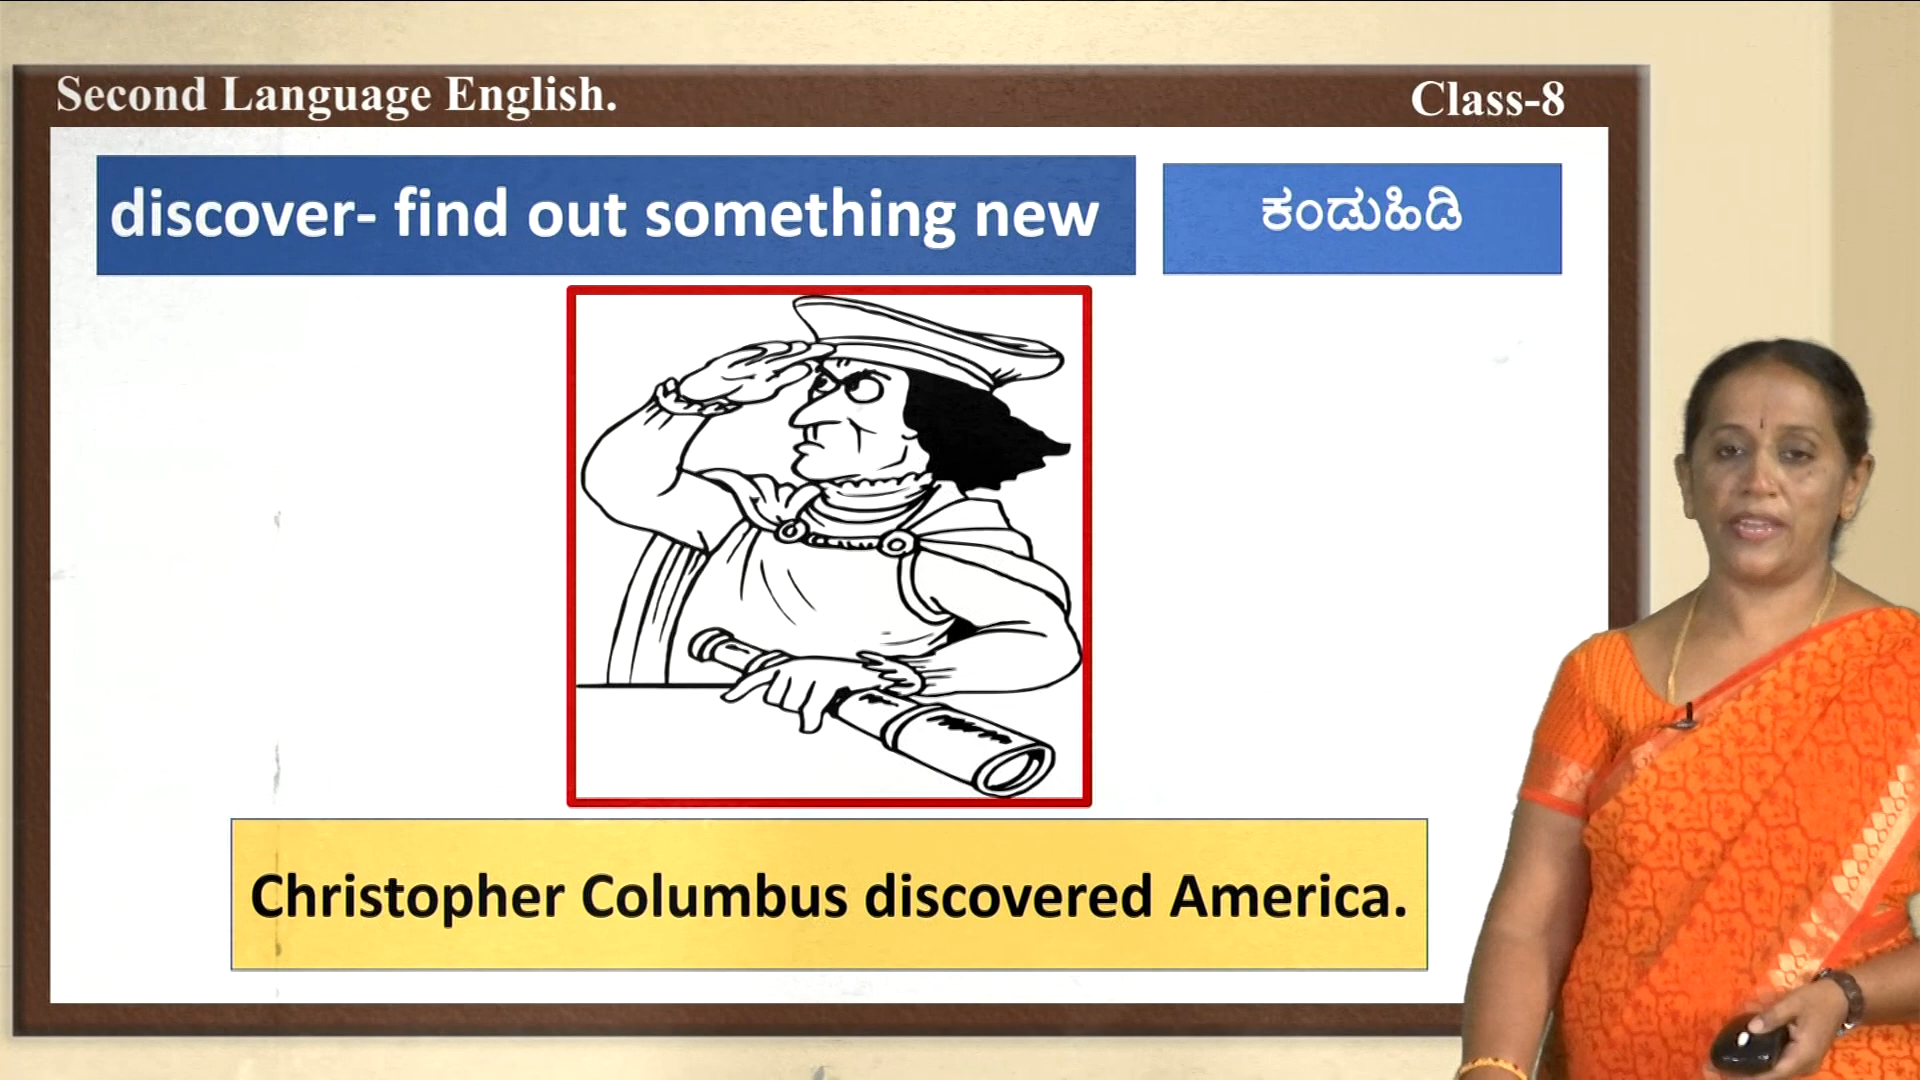 Second Language English.
Class-8
discover- find out something new
ಕಂಡುಹಿಡಿ
Christopher Columbus discovered America.